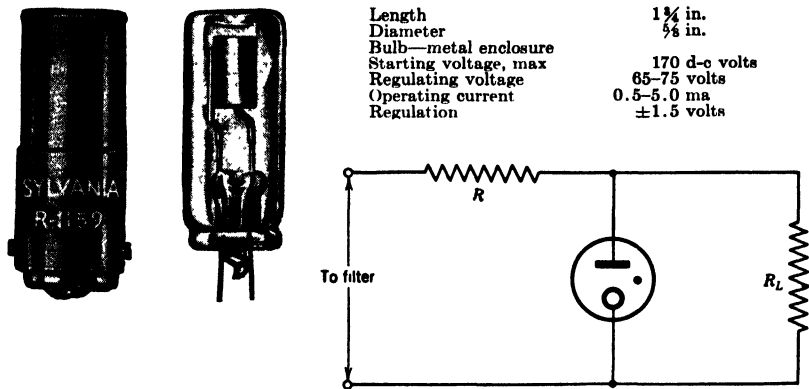 Length 1¾ in.
Diameter ⅝ in.
Bulb—metal enclosure
Starting voltage, max 170 d-c volts
Regulating voltage 65–75 volts
Operating current 0.5–5.0 ma
Regulation ±1.5 volts
SYLVANIA
R-1159
R
To filter
R_L